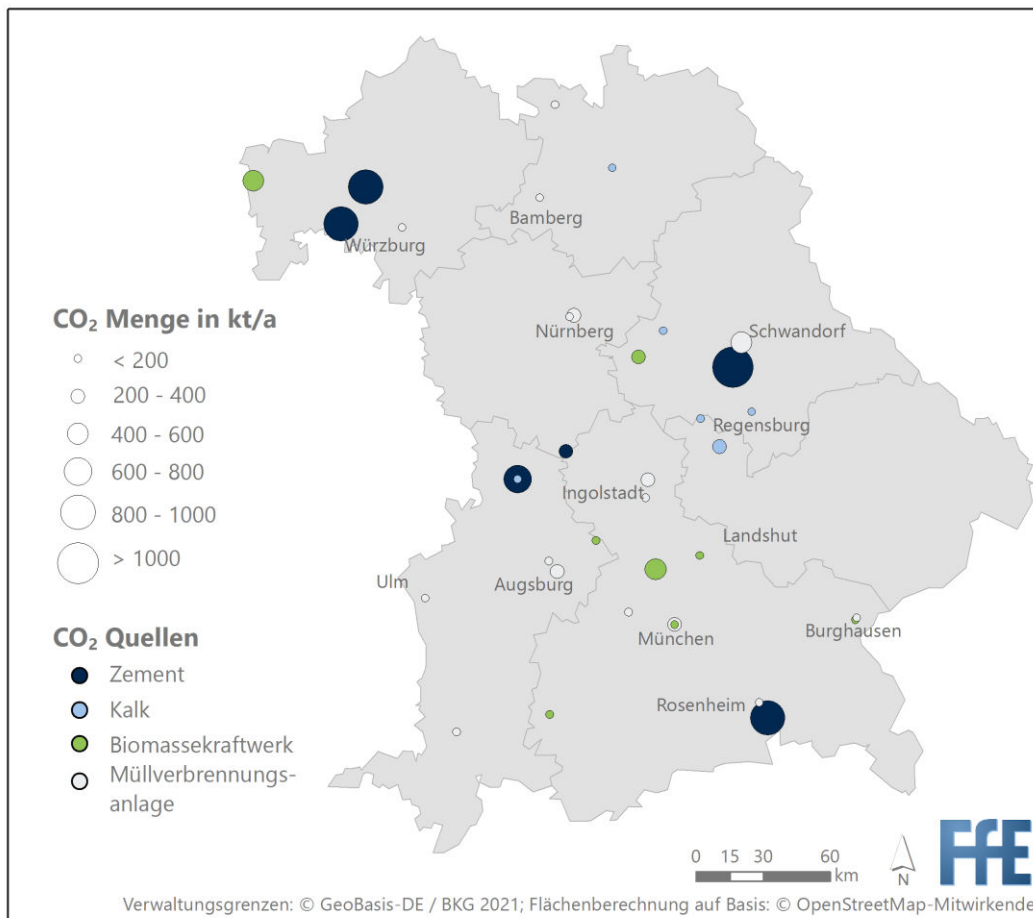 Bamberg
Würzburg
CO₂ Menge in kt/a
Nürnberg
Schwandorf
< 200
200 - 400
400 - 600
Regensburg
600 - 800
Ingolstadt
800 - 1000
Landshut
> 1000
Ulm
Augsburg
CO₂ Quellen
München
Burghausen
Zement
Kalk
Rosenheim
Biomassekraftwerk
Müllverbrennungs-
anlage
FfE
0 15 30 60
km
N
Verwaltungsgrenzen: © GeoBasis-DE / BKG 2021; Flächenberechnung auf Basis: © OpenStreetMap-Mitwirkende